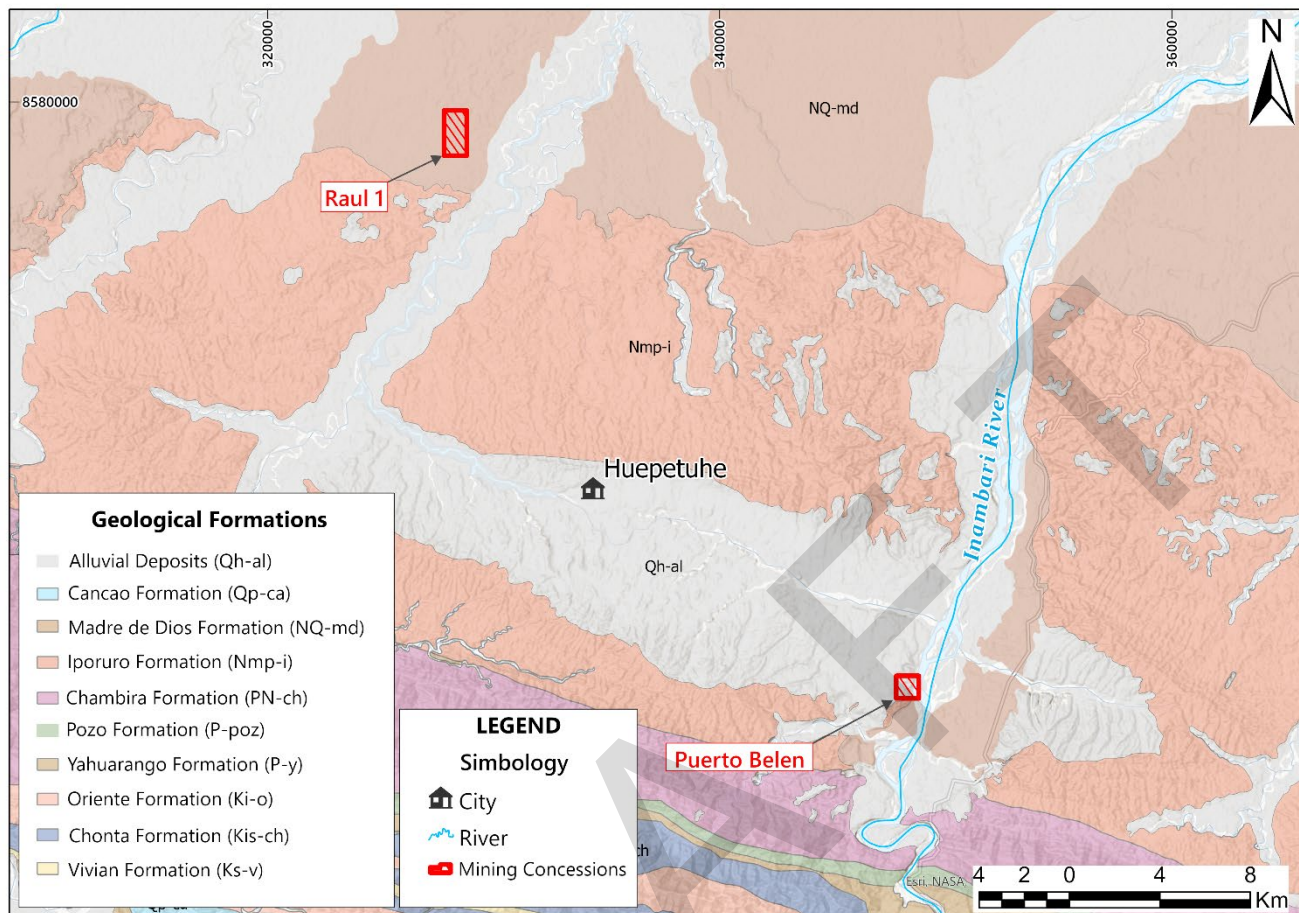 320000
340000
360000
N
8580000
NQ-md
Raul 1
Nmp-i
Huepetuhe
Inambari River
Qh-al
Puerto Belen
Geological Formations
Alluvial Deposits (Qh-al)
Cancao Formation (Qp-ca)
Madre de Dios Formation (NQ-md)
Iporuro Formation (Nmp-i)
Chambira Formation (PN-ch)
Pozo Formation (P-poz)
Yahuarango Formation (P-y)
Oriente Formation (Ki-o)
Chonta Formation (Kis-ch)
Vivian Formation (Ks-v)
LEGEND
Simbology
City
River
Mining Concessions
ch
Esri, NASA
4 2 0 4 8
Km